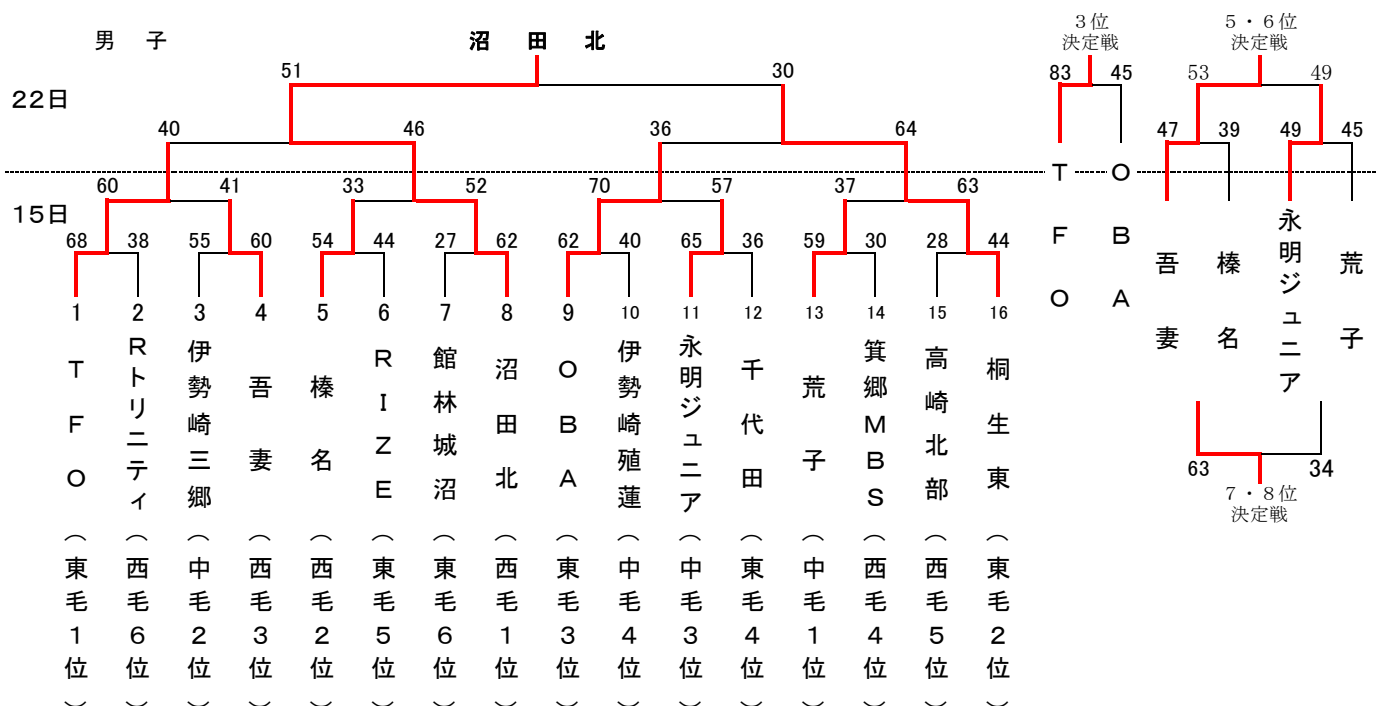 男子
沼田北
3位
決定戦
5・6位
決定戦
51
30
83
45
53
49
22日
40
46
36
64
47
39
49
45
60
41
33
52
70
57
37
63
15日
68
38
55
60
54
44
27
62
62
40
65
36
59
30
28
44
1
2
3
4
5
6
7
8
9
10
11
12
13
14
15
16
TFO(東毛1位)
Rトリニティ(西毛6位)
伊勢崎三郷(中毛2位)
吾妻(西毛3位)
榛名(西毛2位)
RIZE(東毛5位)
館林城沼(東毛6位)
沼田北(西毛1位)
OBA(東毛3位)
伊勢崎殖蓮(中毛4位)
永明ジュニア(中毛3位)
千代田(東毛4位)
荒子(中毛1位)
箕郷MBS(西毛4位)
高崎北部(西毛5位)
桐生東(東毛2位)
TFO
OBA
吾妻
榛名
永明ジュニア
荒子
63
34
7・8位
決定戦